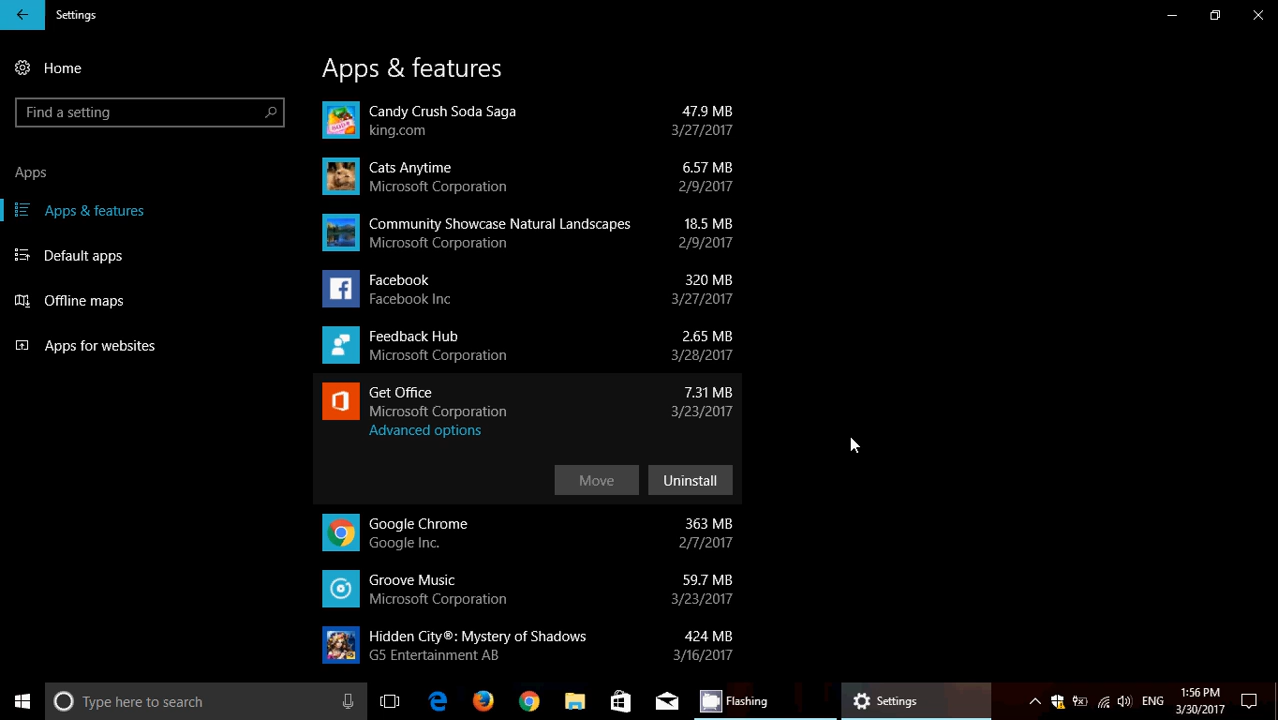 Settings
Home
Find a setting
Apps
Apps & features
Default apps
Offline maps
Apps for websites
Apps & features
Candy Crush Soda Saga 47.9 MB
king.com 3/27/2017
Cats Anytime 6.57 MB
Microsoft Corporation 2/9/2017
Community Showcase Natural Landscapes 18.5 MB
Microsoft Corporation 2/9/2017
Facebook 320 MB
Facebook Inc 3/27/2017
Feedback Hub 2.65 MB
Microsoft Corporation 3/28/2017
Get Office 7.31 MB
Microsoft Corporation 3/23/2017
Advanced options
Move Uninstall
Google Chrome 363 MB
Google Inc. 2/7/2017
Groove Music 59.7 MB
Microsoft Corporation 3/23/2017
Hidden City®: Mystery of Shadows 424 MB
G5 Entertainment AB 3/16/2017
Type here to search Flashing Settings ENG 1:56 PM
3/30/2017